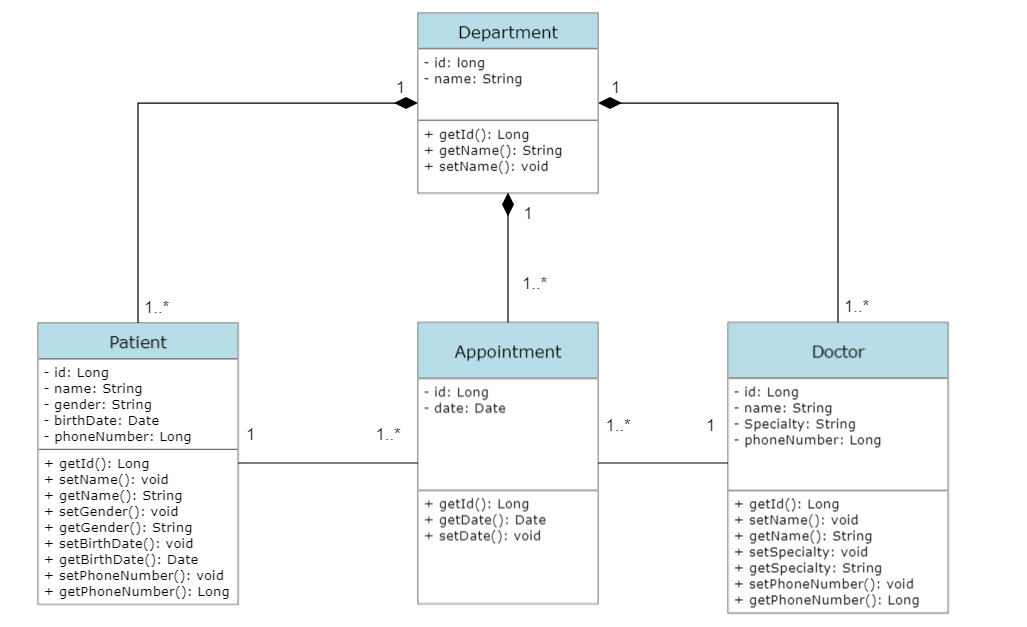 Department
- id: long
- name: String
+ getId(): Long
+ getName(): String
+ setName(): void
1
1
1
1..*
1..*
1..*
Patient
- id: Long
- name: String
- gender: String
- birthDate: Date
- phoneNumber: Long
+ getId(): Long
+ setName(): void
+ getName(): String
+ setGender(): void
+ getGender(): String
+ setBirthDate(): void
+ getBirthDate(): Date
+ setPhoneNumber(): void
+ getPhoneNumber(): Long
1
1..*
Appointment
- id: Long
- date: Date
+ getId(): Long
+ getDate(): Date
+ setDate(): void
1..*
1
Doctor
- id: Long
- name: String
- Specialty: String
- phoneNumber: Long
+ getId(): Long
+ setName(): void
+ getName(): String
+ setSpecialty: void
+ getSpecialty: String
+ setPhoneNumber(): void
+ getPhoneNumber(): Long